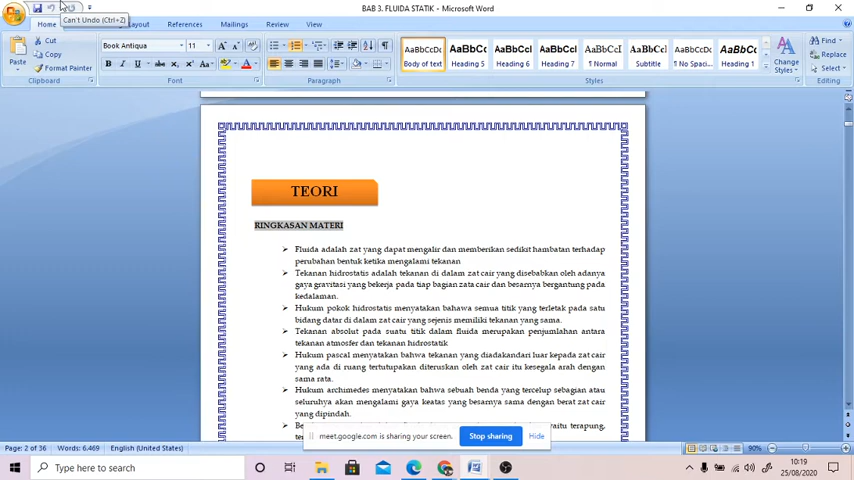 BAB 3. FLUIDA STATIK - Microsoft Word
Can't Undo (Ctrl+Z)
Home Layout References Mailings Review View
Cut
Copy
Format Painter
Paste
Clipboard
Book Antiqua 11
Font
Paragraph
AaBbCcDc AaBbCc AaBbCc AaBbCc AaBbCcI AaBbCcI AaBbCcDc AaBbCcI
Body of text Heading 5 Heading 6 Heading 7 ¶ Normal Subtitle ¶ No Spaci... Heading 1
Change Styles
Styles
Find
Replace
Select
Editing
TEORI
RINGKASAN MATERI
Fluida adalah zat yang dapat mengalir dan memberikan sedikit hambatan terhadap
perubahan bentuk ketika mengalami tekanan
Tekanan hidrostatis adalah tekanan di dalam zat cair yang disebabkan oleh adanya
gaya gravitasi yang bekerja pada tiap bagian zata cair dan besarnya bergantung pada
kedalaman.
Hukum pokok hidrostatis menyatakan bahawa semua titik yang terletak pada satu
bidang datar di dalam zat cair yang sejenis memiliki tekanan yang sama.
Tekanan absolut pada suatu titik dalam fluida merupakan penjumlahan antara
tekanan atmosfer dan tekanan hidrostatik
Hukum pascal menyatakan bahwa tekanan yang diadakandari luar kepada zat cair
yang ada di ruang tertutupakan diteruskan oleh zat cair itu kesegala arah dengan
sama rata.
Hukum archimedes menyatakan bahwa sebuah benda yang tercelup sebagian atau
seluruhnya akan mengalami gaya keatas yang besarnya sama dengan berat zat cair
yang dipindah.
yaitu terapung,
meet.google.com is sharing your screen. Stop sharing Hide
Page: 2 of 36 Words: 6.469 English (United States) 90%
Type here to search
10:19
25/08/2020